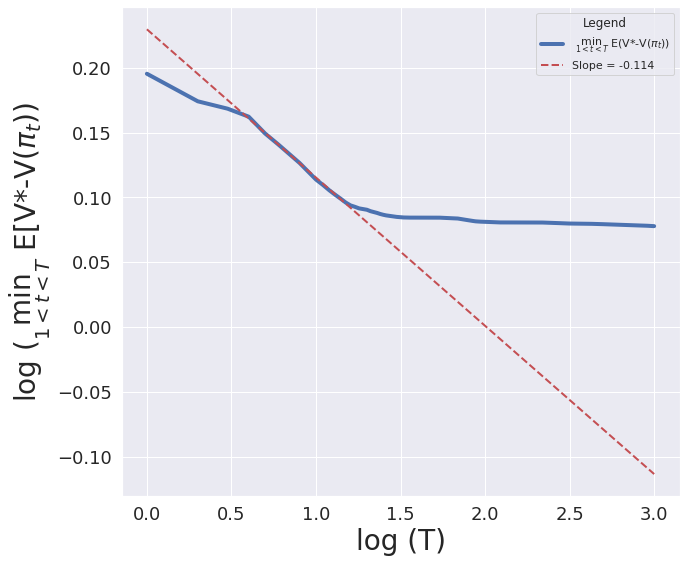 Legend
min 1<t<T E(V*-V(π_t))
Slope = -0.114
log (min 1<t<T E[V*-V(π_t))
0.20
0.15
0.10
0.05
0.00
−0.05
−0.10
0.0 0.5 1.0 1.5 2.0 2.5 3.0
log (T)